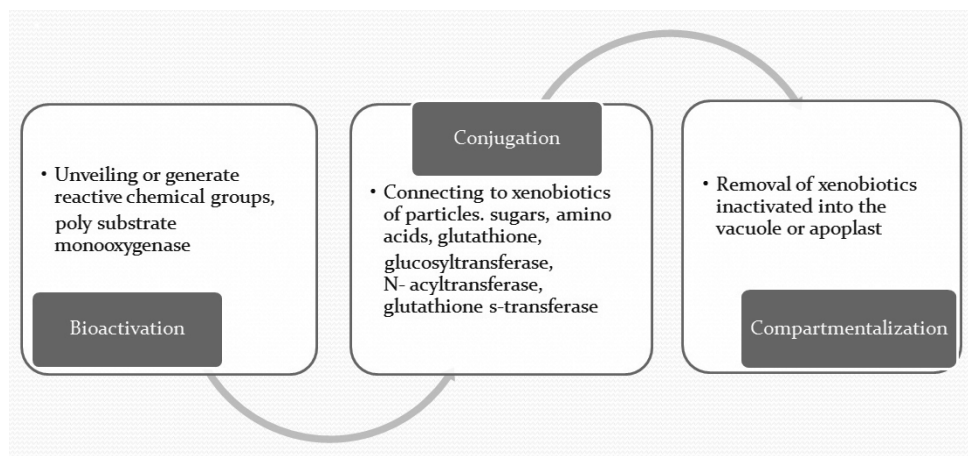 • Unveiling or generate
reactive chemical groups,
poly substrate
monooxygenase
Bioactivation
Conjugation
• Connecting to xenobiotics
of particles. sugars, amino
acids, glutathione,
glucosyltransferase,
N- acyltransferase,
glutathione s-transferase
• Removal of xenobiotics
inactivated into the
vacuole or apoplast
Compartmentalization